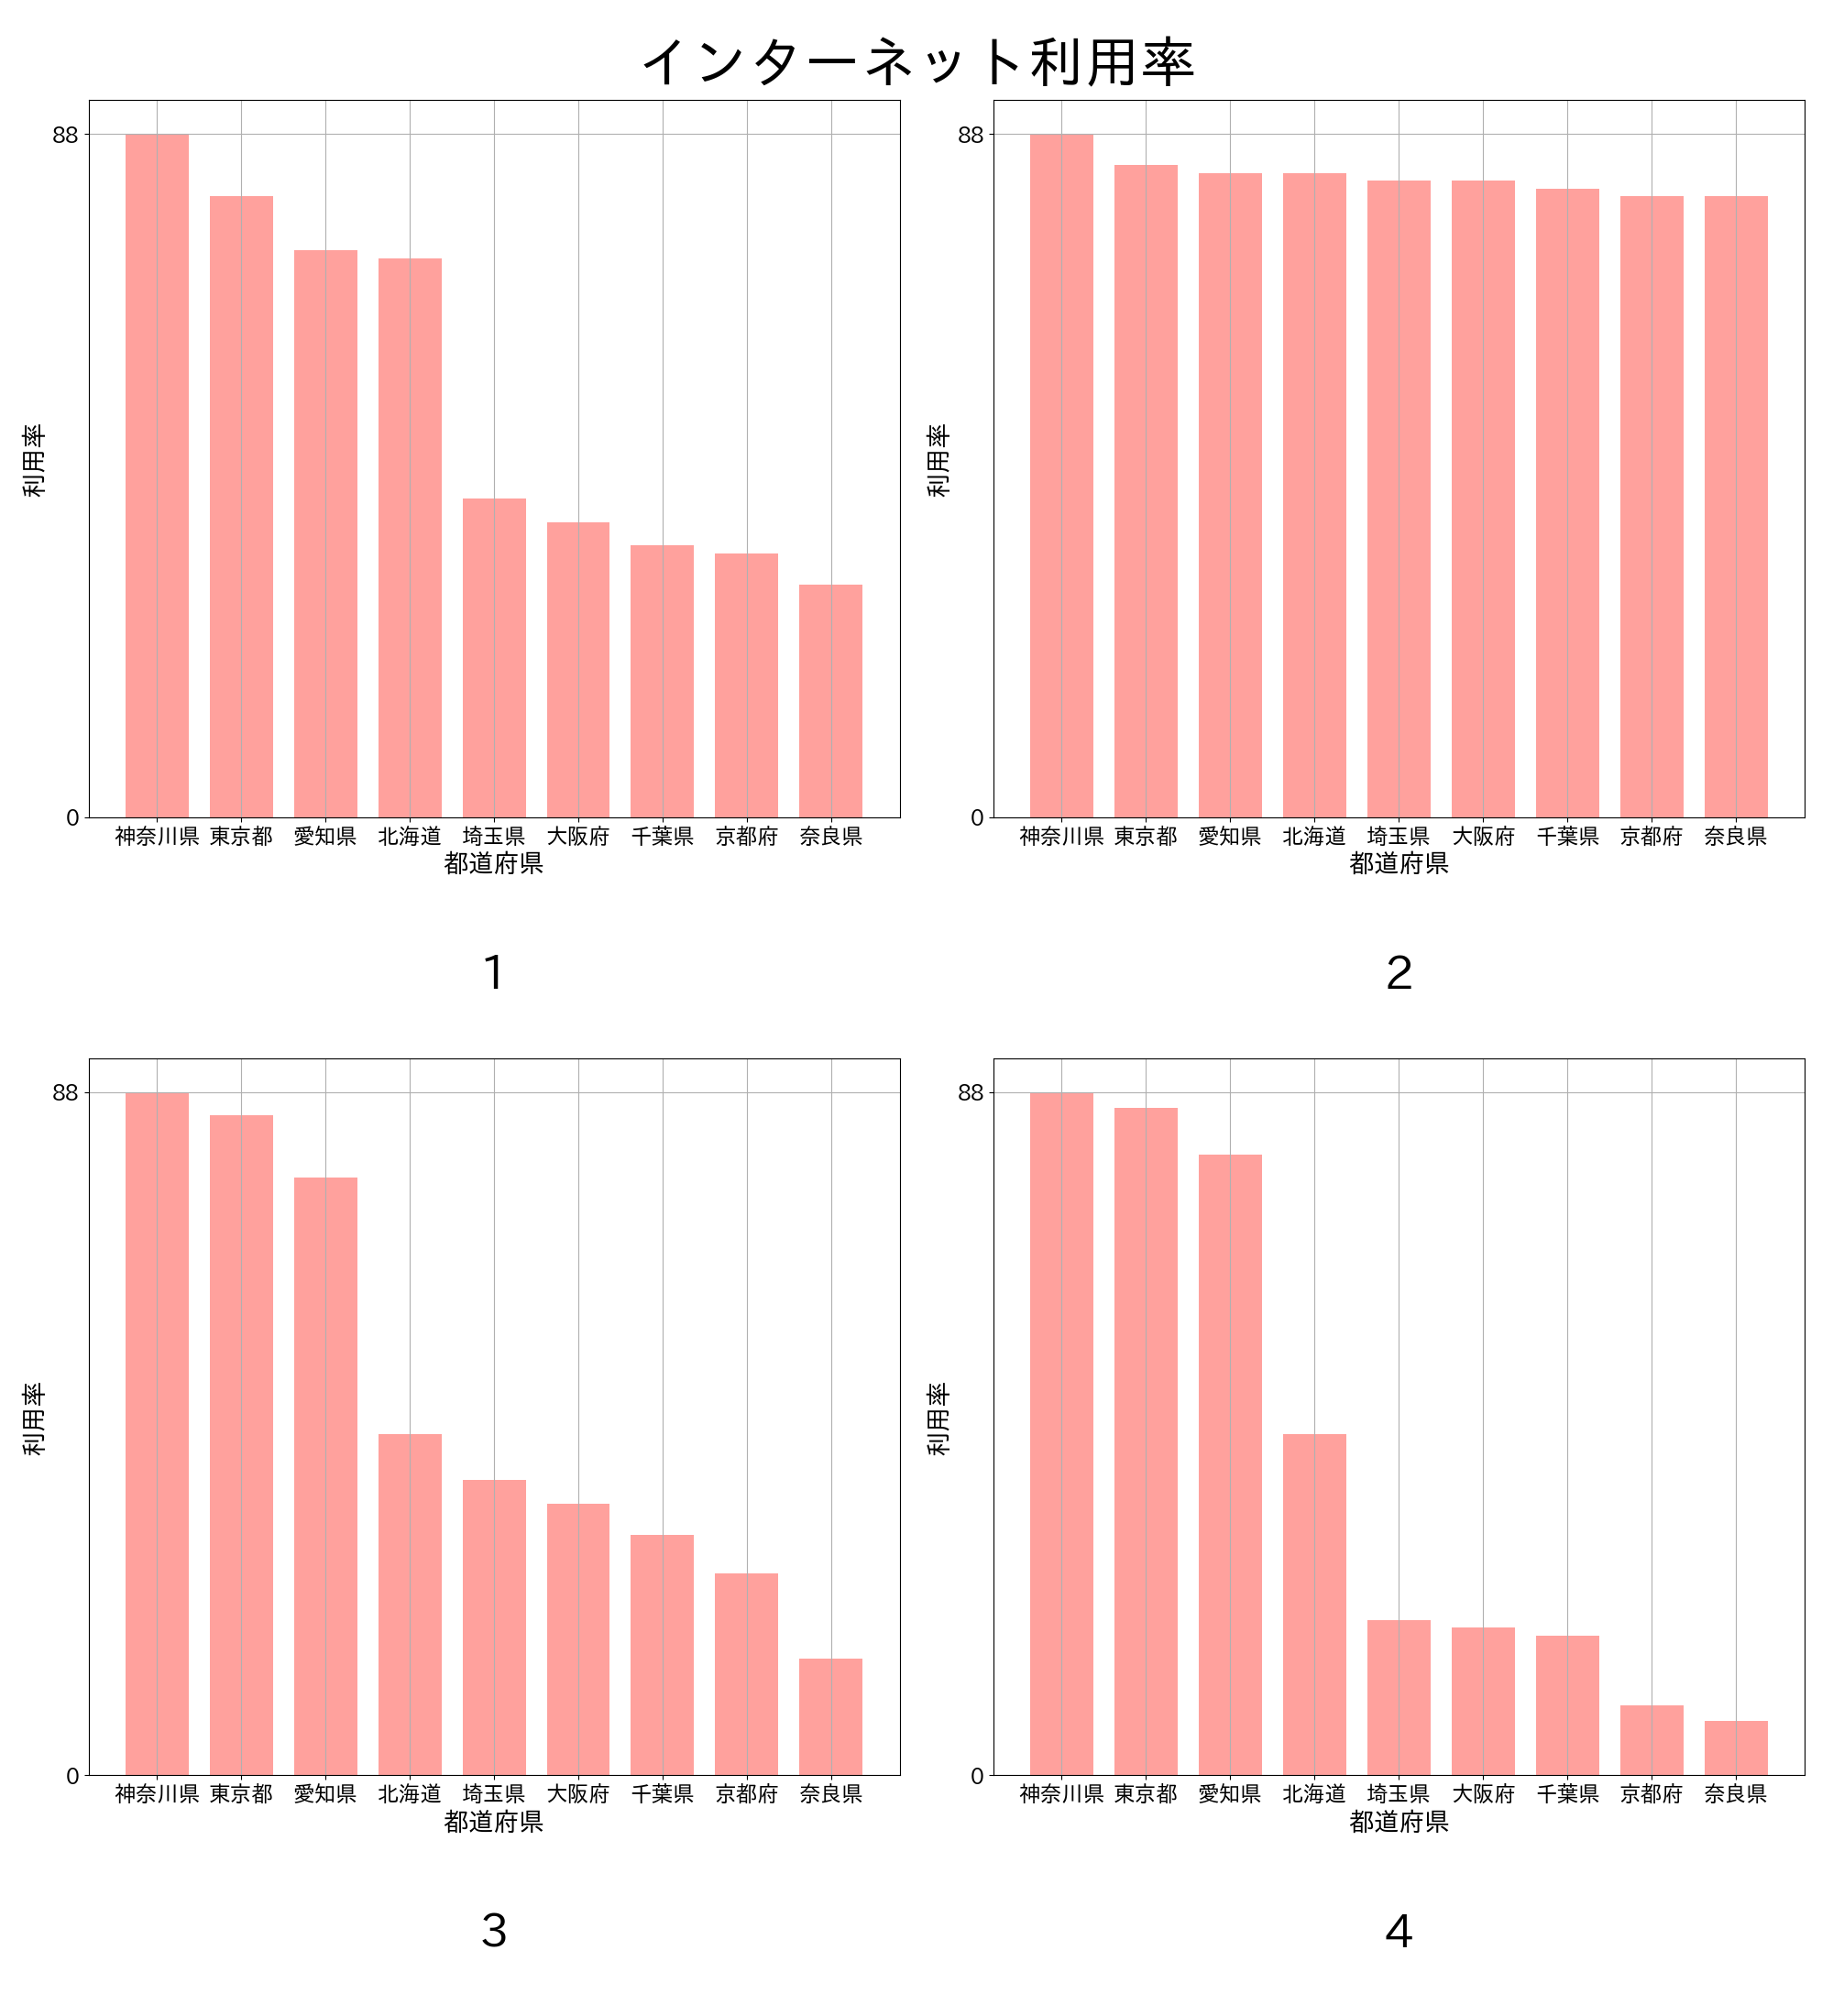 インターネット利用率
88
0
利用率
神奈川県 東京都 愛知県 北海道 埼玉県 大阪府 千葉県 京都府 奈良県
都道府県
1
88
0
利用率
神奈川県 東京都 愛知県 北海道 埼玉県 大阪府 千葉県 京都府 奈良県
都道府県
2
88
0
利用率
神奈川県 東京都 愛知県 北海道 埼玉県 大阪府 千葉県 京都府 奈良県
都道府県
3
88
0
利用率
神奈川県 東京都 愛知県 北海道 埼玉県 大阪府 千葉県 京都府 奈良県
都道府県
4